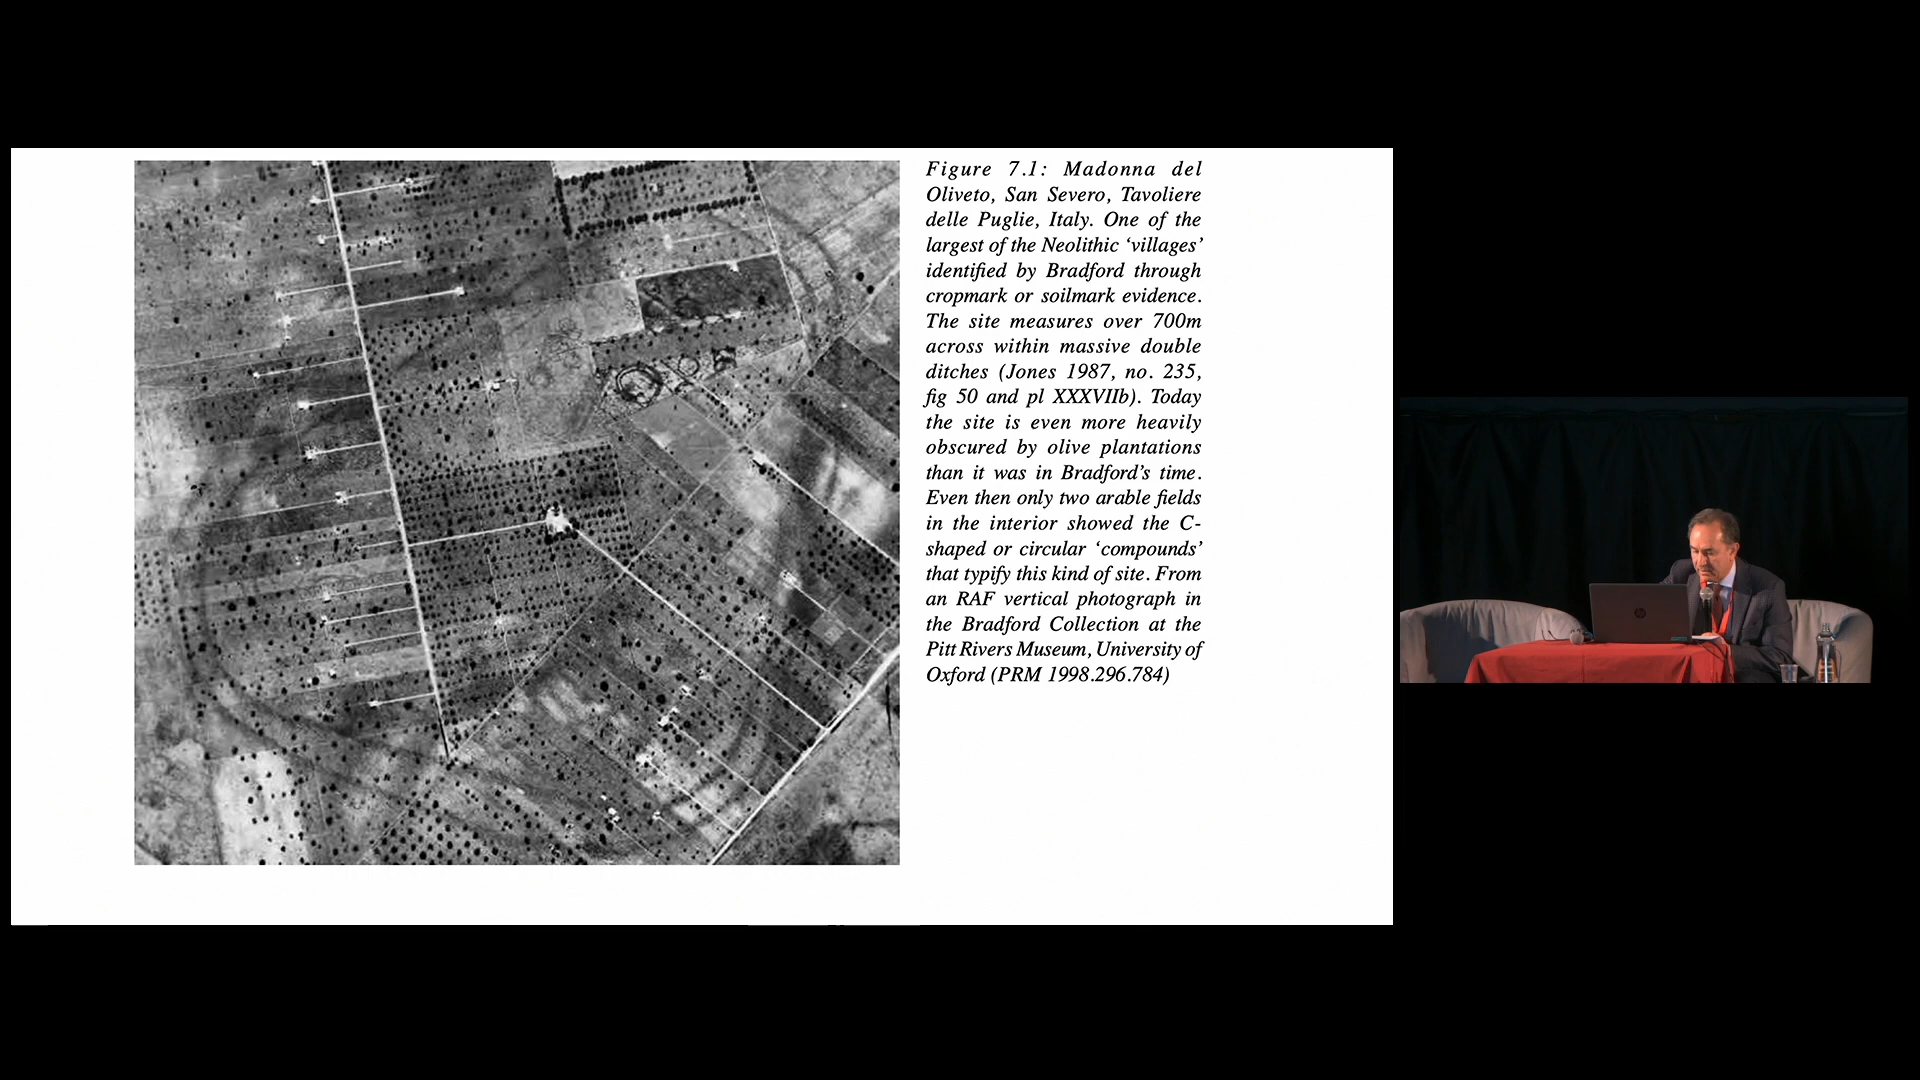 Figure 7.1: Madonna del
Oliveto, San Severo, Tavoliere
delle Puglie, Italy. One of the
largest of the Neolithic ‘villages’
identified by Bradford through
cropmark or soilmark evidence.
The site measures over 700m
across within massive double
ditches (Jones 1987, no. 235,
fig 50 and pl XXXVIIb). Today
the site is even more heavily
obscured by olive plantations
than it was in Bradford’s time.
Even then only two arable fields
in the interior showed the C-
shaped or circular ‘compounds’
that typify this kind of site. From
an RAF vertical photograph in
the Bradford Collection at the
Pitt Rivers Museum, University of
Oxford (PRM 1998.296.784)
hp